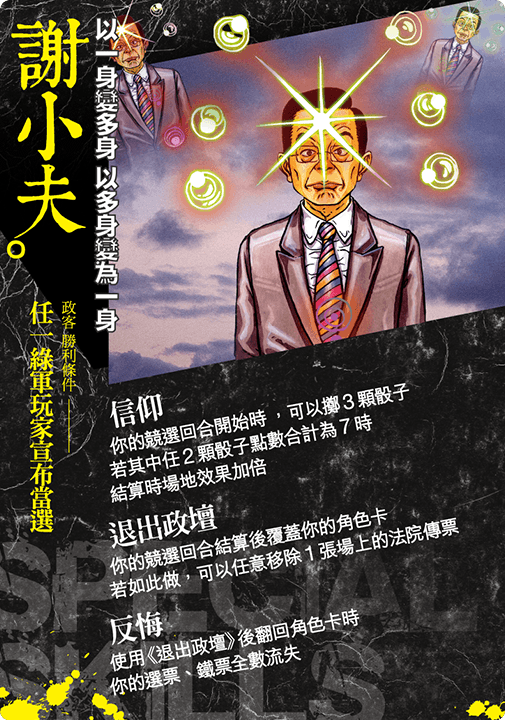 謝小夫。
以一身變多身 以多身變為一身
政客 勝利條件
任一綠軍玩家宣布當選
信仰
你的競選回合開始時，可以擲3顆骰子
若其中任2顆骰子點數合計為7時
結算時場地效果加倍
退出政壇
你的競選回合結算後覆蓋你的角色卡
若如此做，可以任意移除1張場上的法院傳票
反悔
使用《退出政壇》後翻回角色卡時
你的選票、鐵票全數流失
SPECIAL
SKILLS